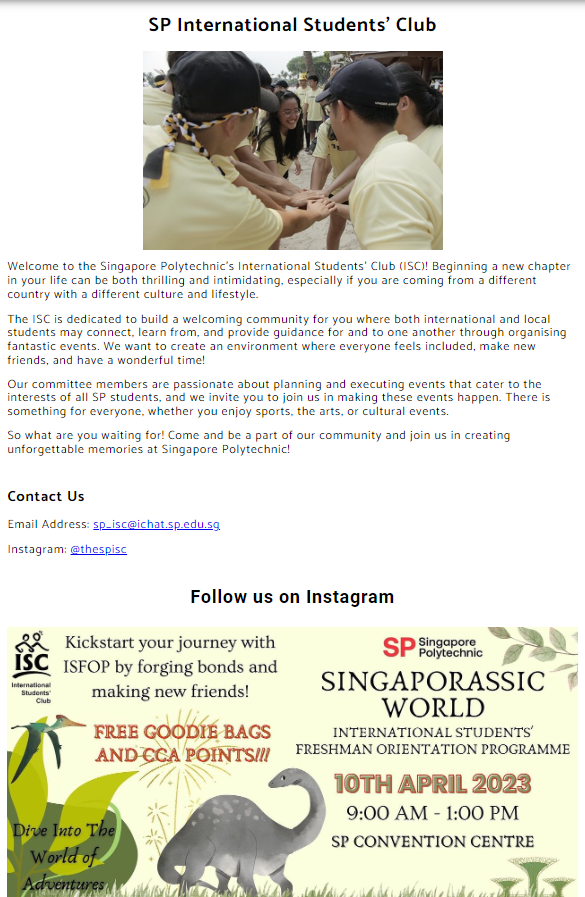 SP International Students' Club
Welcome to the Singapore Polytechnic's International Students' Club (ISC)! Beginning a new chapter
in your life can be both thrilling and intimidating, especially if you are coming from a different
country with a different culture and lifestyle.
The ISC is dedicated to build a welcoming community for you where both international and local
students may connect, learn from, and provide guidance for and to one another through organising
fantastic events. We want to create an environment where everyone feels included, make new
friends, and have a wonderful time!
Our committee members are passionate about planning and executing events that cater to the
interests of all SP students, and we invite you to join us in making these events happen. There is
something for everyone, whether you enjoy sports, the arts, or cultural events.
So what are you waiting for! Come and be a part of our community and join us in creating
unforgettable memories at Singapore Polytechnic!
Contact Us
Email Address: sp_isc@ichat.sp.edu.sg
Instagram: @thespisc
Follow us on Instagram
ISC
International
Students'
Club
Kickstart your journey with
ISFOP by forging bonds and
making new friends!
FREE GOODIE BAGS
AND CCA POINTS!!!
Dive Into The
World of
Adventures
SP Singapore
Polytechnic
SINGAPORASSIC
WORLD
INTERNATIONAL STUDENTS'
FRESHMAN ORIENTATION PROGRAMME
10TH APRIL 2023
9:00 AM - 1:00 PM
SP CONVENTION CENTRE